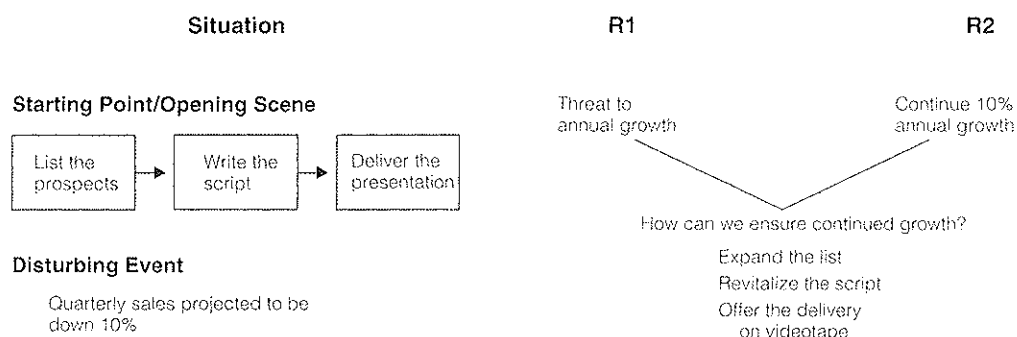 Situation
R1
R2
Starting Point/Opening Scene
List the
prospects
Write the
script
Deliver the
presentation
Threat to
annual growth
Continue 10%
annual growth
How can we ensure continued growth?
Expand the list
Revitalize the script
Offer the delivery
on videotape
Disturbing Event
Quarterly sales projected to be
down 10%